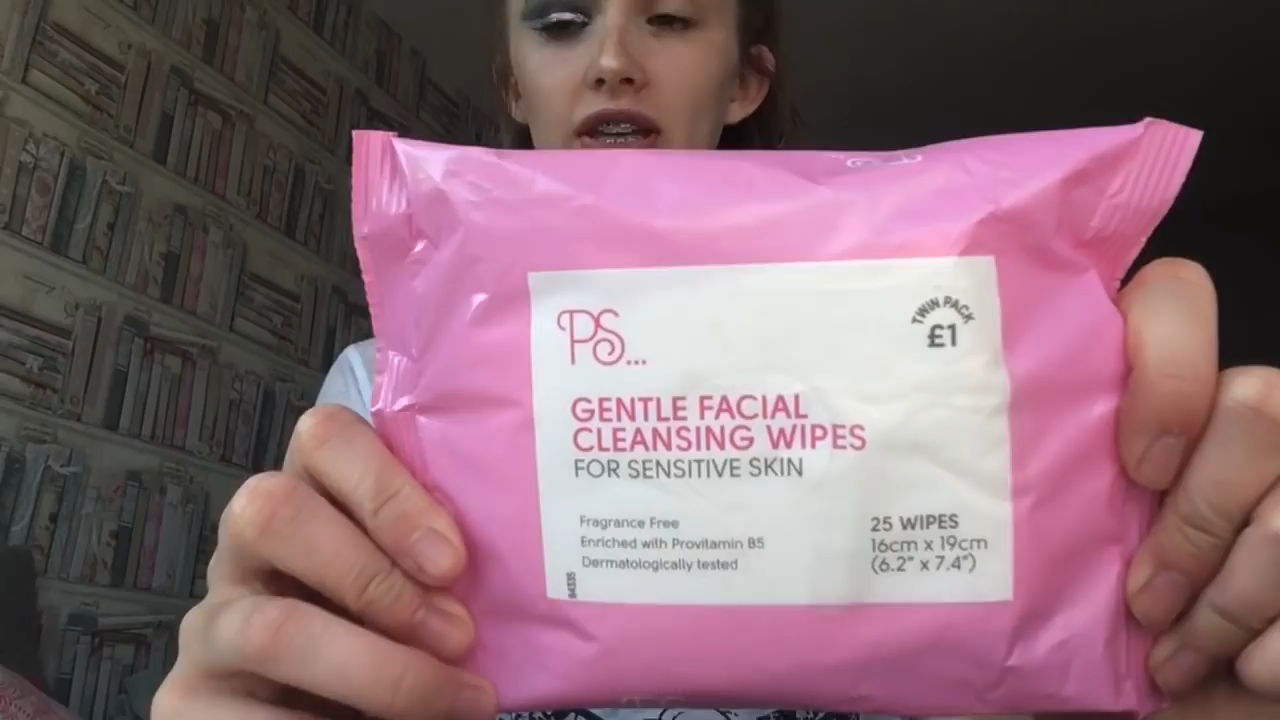 PS...
TWIN PACK
£1
GENTLE FACIAL
CLEANSING WIPES
FOR SENSITIVE SKIN
Fragrance Free
Enriched with Provitamin B5
Dermatologically tested
25 WIPES
16cm x 19cm
(6.2" x 7.4")